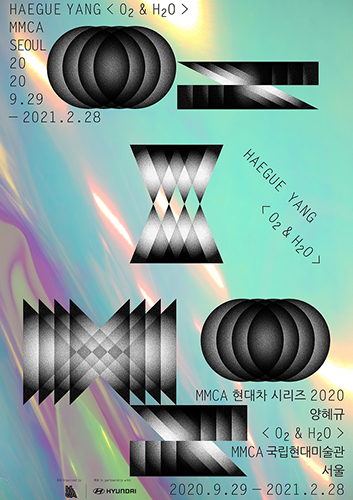 HAEGUE YANG < O2 & H2O >
MMCA
SEOUL
20
20
9.29
— 2021.2.28
HAEGUE YANG
< O2 & H2O >
MMCA 현대차 시리즈 2020
양혜규
< O2 & H2O >
MMCA 국립현대미술관
서울
2020.9.29 — 2021.2.28
HYUNDAI